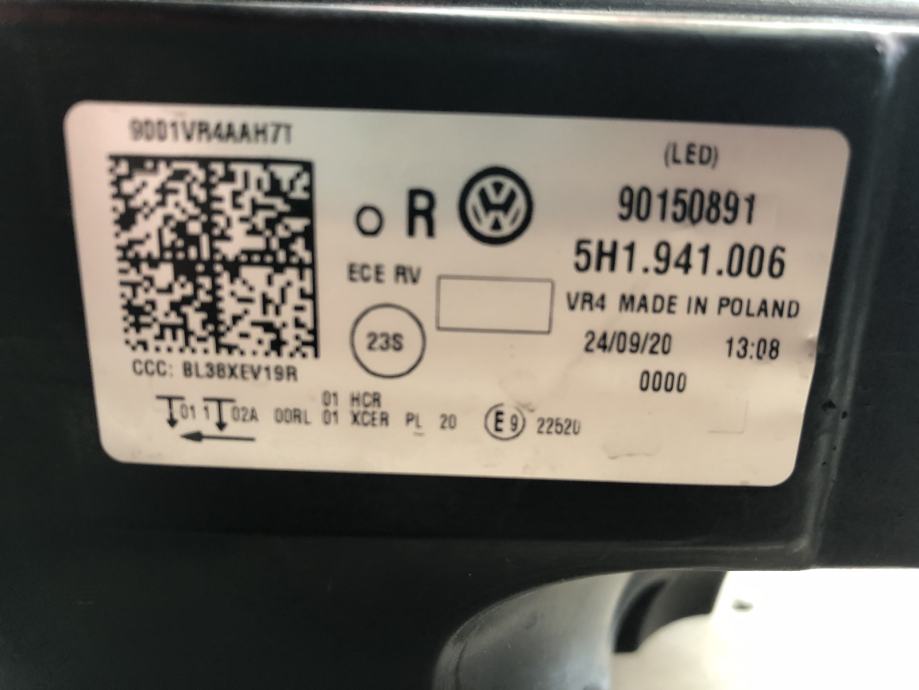 9001VR4AAH7T
(LED)
R
90150891
5H1.941.006
ECE RV
VR4 MADE IN POLAND
23S
24/09/20 13:08
CCC: BL38XEV19R
0000
01 HCR
01 1 02A 00RL 01 XCER PL 20 E9 22520